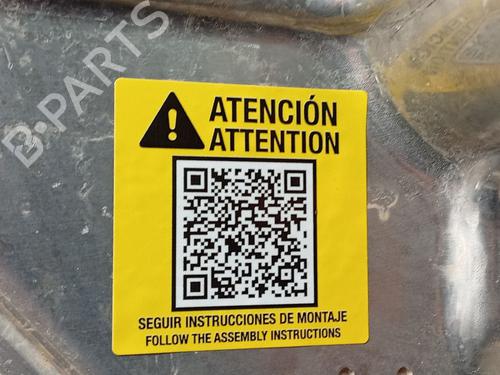 B-PARTS
ATENCIÓN
ATTENTION
SEGUIR INSTRUCCIONES DE MONTAJE
FOLLOW THE ASSEMBLY INSTRUCTIONS